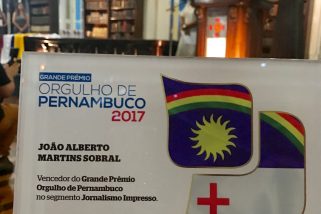 GRANDE PRÊMIO
ORGULHO DE
PERNAMBUCO
2017
JOÃO ALBERTO
MARTINS SOBRAL
Vencedor do Grande Prêmio
Orgulho de Pernambuco
no segmento Jornalismo Impresso.